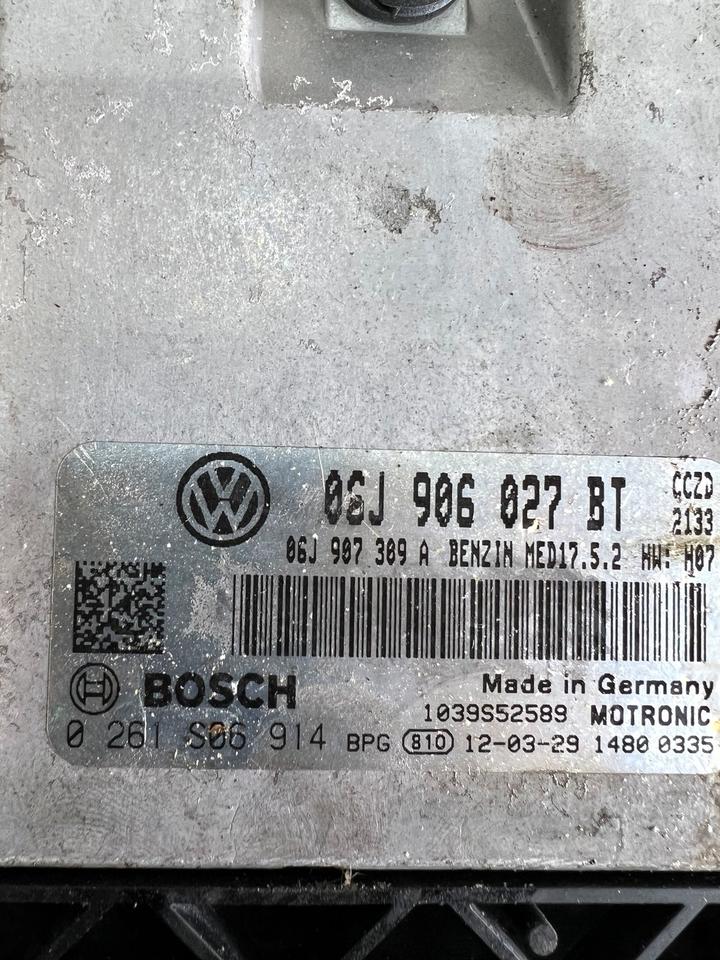 06J 906 027 BT CCZD
2133
06J 907 309 A BENZIN MED17.5.2 HW: H07
BOSCH Made in Germany
1039S52589 MOTRONIC
0 261 S06 914 BPG 810 12-03-29 1480 0335